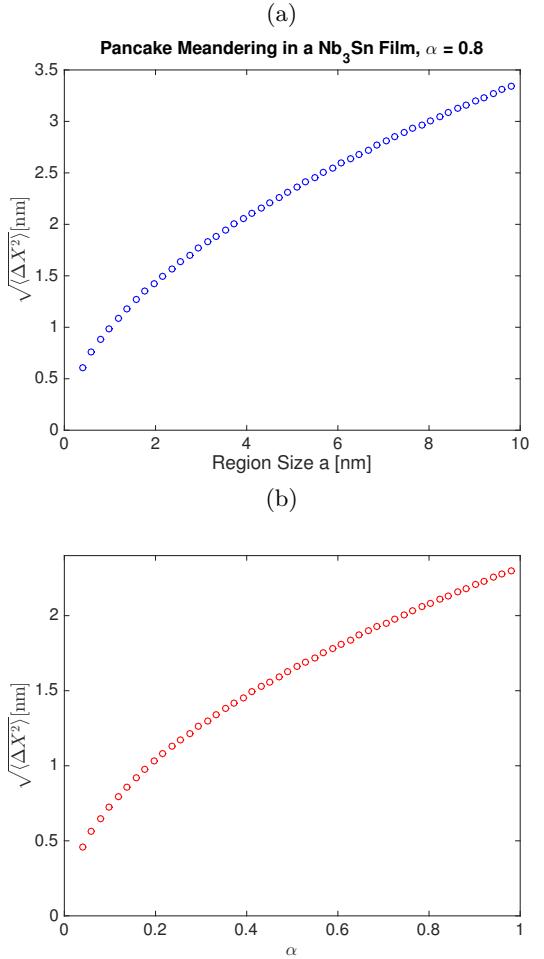 (a)
Pancake Meandering in a Nb₃Sn Film, α = 0.8
3.5
3
2.5
2
1.5
1
0.5
0
√⟨ΔX²⟩[nm]
0 2 4 6 8 10
Region Size a [nm]
(b)
2
1.5
1
0.5
0
√⟨ΔX²⟩[nm]
0 0.2 0.4 0.6 0.8 1
α